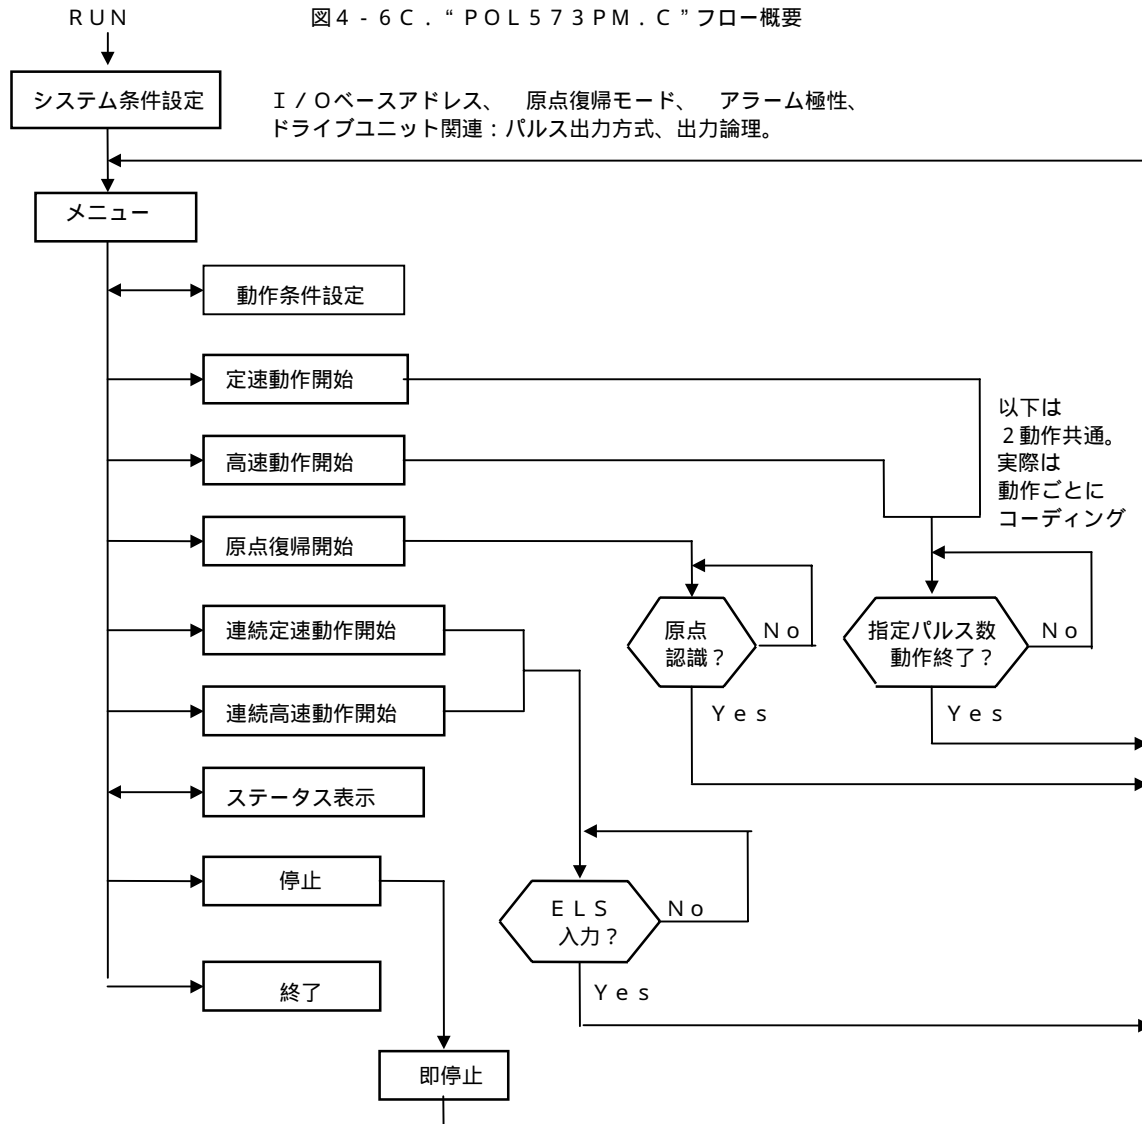 ＲＵＮ
図４-６Ｃ．“ＰＯＬ５７３ＰＭ．Ｃ”フロー概要
システム条件設定
Ｉ／Ｏベースアドレス、　原点復帰モード、　アラーム極性、
ドライブユニット関連：パルス出力方式、出力論理。
メニュー
動作条件設定
定速動作開始
以下は
２動作共通。
実際は
動作ごとに
コーディング
高速動作開始
原点復帰開始
連続定速動作開始
原点
認識？
Ｎｏ
指定パルス数
動作終了？
Ｎｏ
連続高速動作開始
Ｙｅｓ
Ｙｅｓ
ステータス表示
停止
ＥＬＳ
入力？
Ｎｏ
終了
Ｙｅｓ
即停止